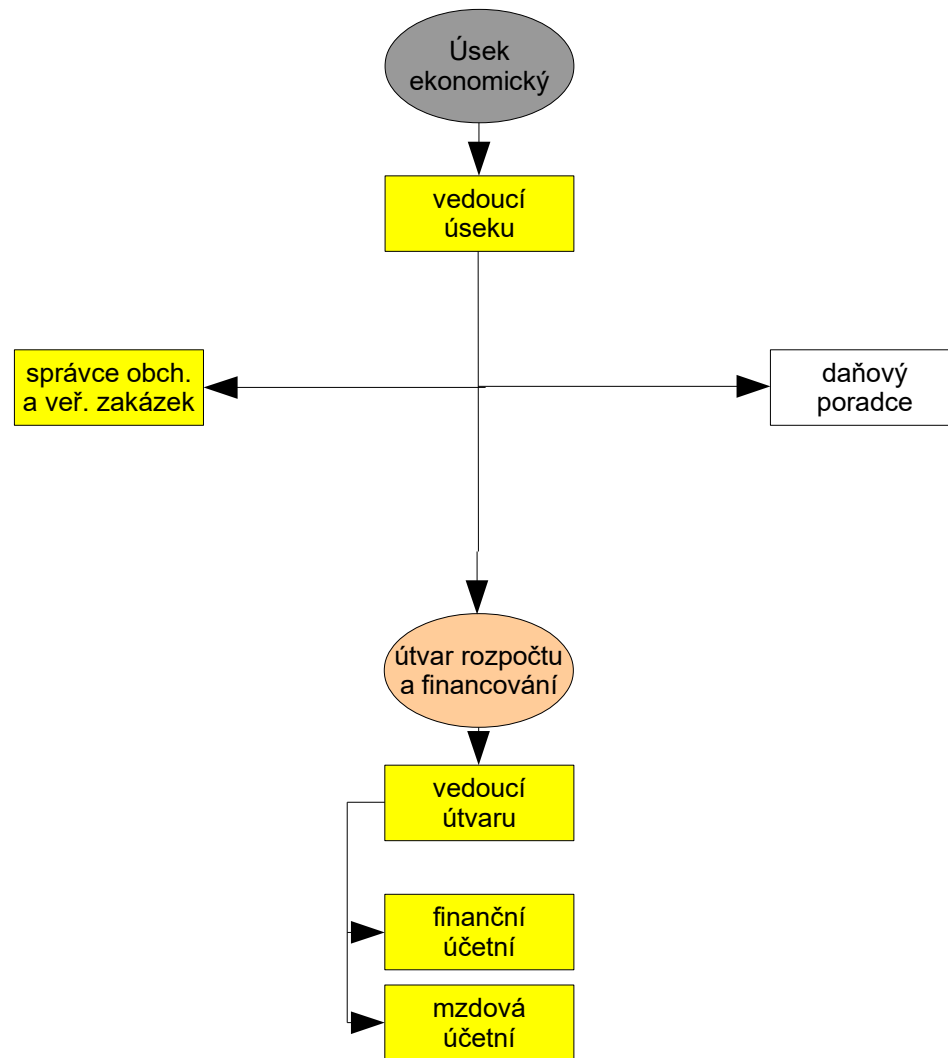 Úsek
ekonomický
vedoucí
úseku
správce obch.
a veř. zakázek
daňový
poradce
útvar rozpočtu
a financování
vedoucí
útvaru
finanční
účetní
mzdová
účetní